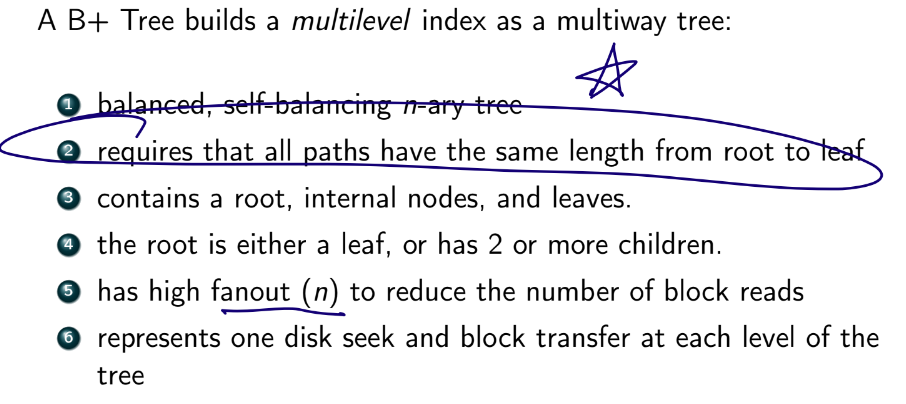 A B+ Tree builds a multilevel index as a multiway tree:
1 balanced, self-balancing n-ary tree
2 requires that all paths have the same length from root to leaf
3 contains a root, internal nodes, and leaves.
4 the root is either a leaf, or has 2 or more children.
5 has high fanout (n) to reduce the number of block reads
6 represents one disk seek and block transfer at each level of the
tree